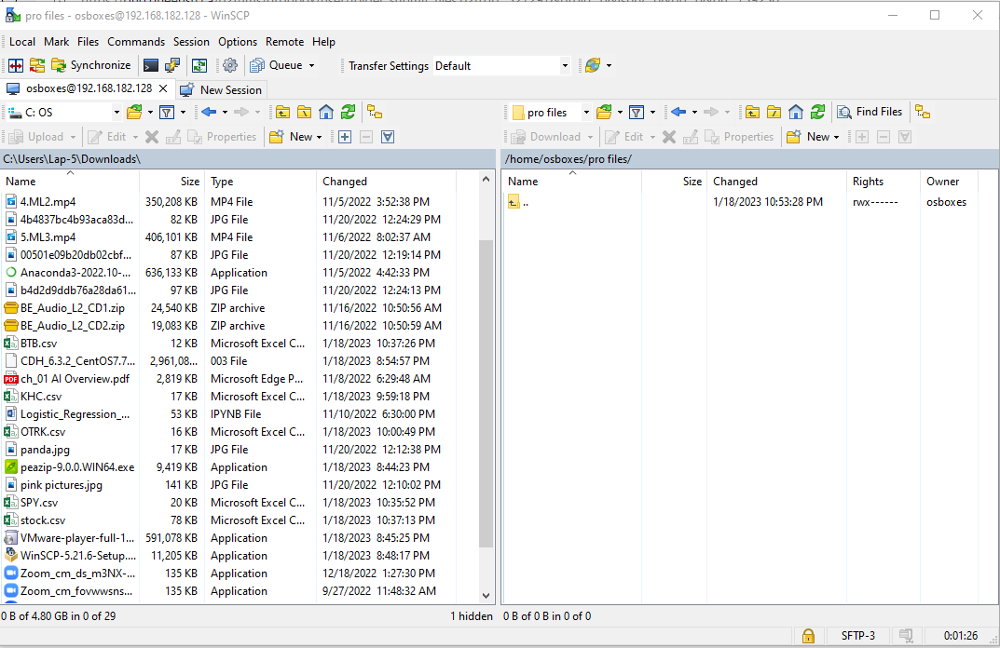 pro files - osboxes@192.168.182.128 - WinSCP
Local Mark Files Commands Session Options Remote Help
Synchronize Queue Transfer Settings Default
osboxes@192.168.182.128 New Session
C: OS pro files Find Files
Upload Edit Properties New Download Edit Properties New
C:\Users\Lap-5\Downloads\ /home/osboxes/pro files/
Name Size Type Changed Name Size Changed Rights Owner
4.ML2.mp4 350,208 KB MP4 File 11/5/2022 3:52:38 PM .. 1/18/2023 10:53:28 PM rwx------ osboxes
4b4837bc4b93aca83d... 82 KB JPG File 11/20/2022 12:24:29 PM
5.ML3.mp4 406,101 KB MP4 File 11/6/2022 8:02:37 AM
00501e09b20db02cbf... 87 KB JPG File 11/20/2022 12:19:14 PM
Anaconda3-2022.10-... 636,133 KB Application 11/5/2022 4:42:33 PM
b4d2d9ddb76a28da61... 97 KB JPG File 11/20/2022 12:24:13 PM
BE_Audio_L2_CD1.zip 24,540 KB ZIP archive 11/16/2022 10:50:56 AM
BE_Audio_L2_CD2.zip 19,083 KB ZIP archive 11/16/2022 10:50:59 AM
BTB.csv 12 KB Microsoft Excel C... 1/18/2023 10:37:26 PM
CDH_6.3.2_CentOS7.7... 2,961,08... 003 File 1/18/2023 8:54:57 PM
PDF ch_01 AI Overview.pdf 2,819 KB Microsoft Edge P... 11/8/2022 6:29:48 AM
KHC.csv 17 KB Microsoft Excel C... 1/18/2023 9:59:18 PM
Logistic_Regression_... 53 KB IPYNB File 11/10/2022 6:30:00 PM
OTRK.csv 16 KB Microsoft Excel C... 1/18/2023 10:00:49 PM
panda.jpg 17 KB JPG File 11/20/2022 12:12:38 PM
peazip-9.0.0.WIN64.exe 9,419 KB Application 1/18/2023 8:44:23 PM
pink pictures.jpg 141 KB JPG File 11/20/2022 12:10:02 PM
SPY.csv 20 KB Microsoft Excel C... 1/18/2023 10:35:52 PM
stock.csv 78 KB Microsoft Excel C... 1/18/2023 10:37:13 PM
VMware-player-full-1... 591,078 KB Application 1/18/2023 8:45:25 PM
WinSCP-5.21.6-Setup.... 11,205 KB Application 1/18/2023 8:48:17 PM
Zoom_cm_ds_m3NX-... 135 KB Application 12/18/2022 1:27:30 PM
Zoom_cm_fovwwsns... 135 KB Application 9/27/2022 11:48:32 AM
0 B of 4.80 GB in 0 of 29 1 hidden 0 B of 0 B in 0 of 0
SFTP-3 0:01:26